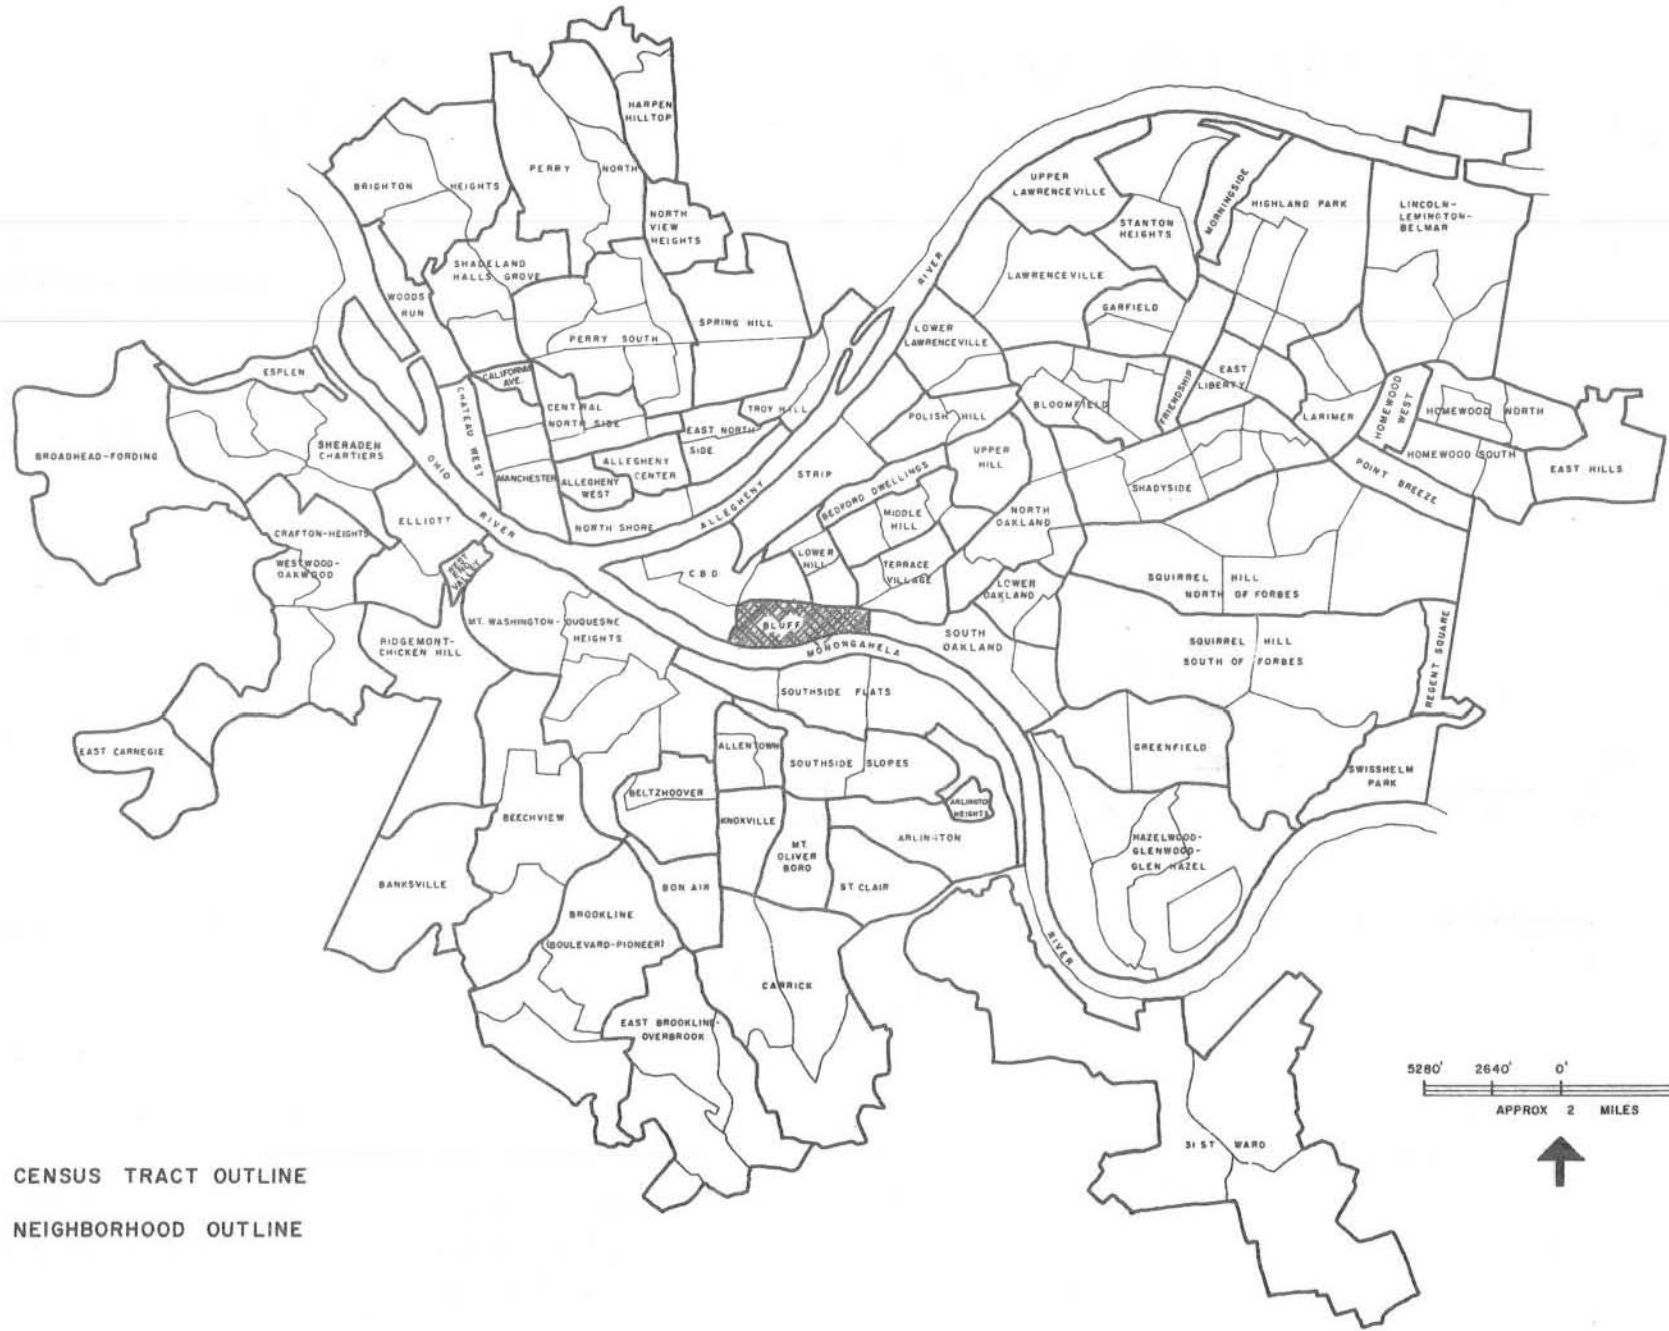 HARPEN
HILLTOP
PERRY NORTH
BRIGHTON HEIGHTS
NORTH
VIEW
HEIGHTS
UPPER
LAWRENCEVILLE
MORNINGSIDE
HIGHLAND PARK
LINCOLN-
LEMINGTON-
BELMAR
STANTON
HEIGHTS
SHADELAND
HALLS GROVE
RIVER
LAWRENCEVILLE
WOODS
RUN
GARFIELD
SPRING HILL
LOWER
LAWRENCEVILLE
PERRY SOUTH
ESPLEN
CALIFORNIA
AVE.
CHATEAU WEST
EAST
LIBERTY
FRIENDSHIP
CENTRAL
NORTH SIDE
TROY HILL
POLISH HILL
BLOOMFIELD
LARIMER
HOMEWOOD
WEST
HOMEWOOD NORTH
EAST NORTH
SIDE
SHERADEN
CHARTIERS
BROADHEAD-FORDING
OHIO
RIVER
ALLEGHENY
CENTER
MANCHESTER
ALLEGHENY
WEST
STRIP
UPPER
HILL
BEDFORD DWELLINGS
HOMEWOOD SOUTH
EAST HILLS
POINT BREEZE
SHADYSIDE
NORTH SHORE
ALLEGHENY
MIDDLE
HILL
NORTH
OAKLAND
ELLIOTT
CRAFTON-HEIGHTS
WESTWOOD-
OAKWOOD
WEST
END
VALLEY
C.B.D
LOWER
HILL
TERRACE
VILLAGE
LOWER
OAKLAND
SQUIRREL HILL
NORTH OF FORBES
MT. WASHINGTON-DUQUESNE
HEIGHTS
BLUFF
MONONGAHELA
SOUTH
OAKLAND
RIDGEMONT-
CHICKEN HILL
SQUIRREL HILL
SOUTH OF FORBES
REGENT SQUARE
SOUTHSIDE FLATS
EAST CARNEGIE
ALLENTOWN
SOUTHSIDE SLOPES
GREENFIELD
SWISSHELM
PARK
BELTZHOOVER
BEECHVIEW
KNOXVILLE
ARLINGTON
HEIGHTS
ARLINGTON
MT.
OLIVER
BORO
HAZELWOOD-
GLENWOOD-
GLEN HAZEL
BANKSVILLE
BON AIR
ST. CLAIR
BROOKLINE
(BOULEVARD-PIONEER)
RIVER
CARRICK
EAST BROOKLINE-
OVERBROOK
5280' 2640' 0'
APPROX 2 MILES
31 ST WARD
CENSUS TRACT OUTLINE
NEIGHBORHOOD OUTLINE